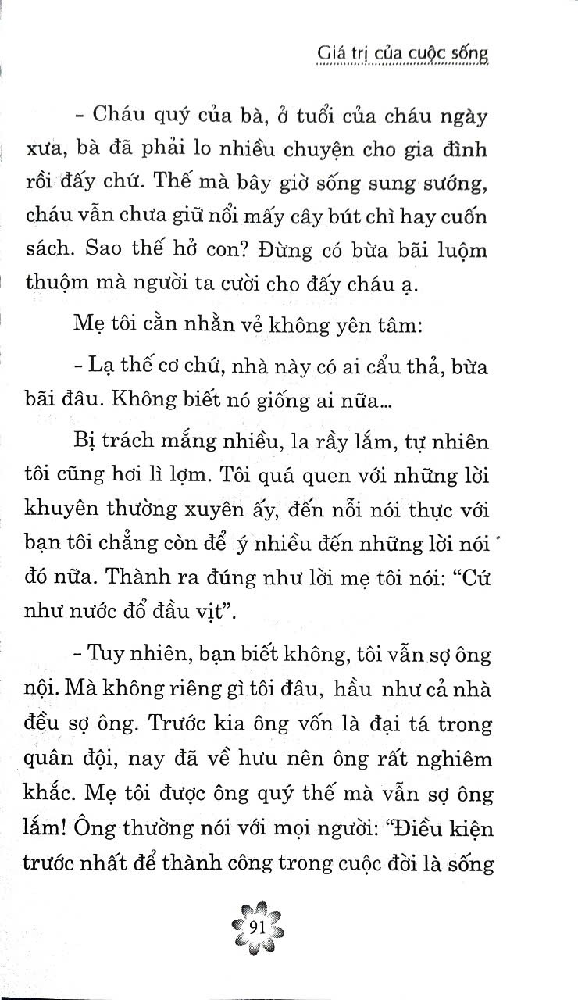 Giá trị của cuộc sống
- Cháu quý của bà, ở tuổi của cháu ngày
xưa, bà đã phải lo nhiều chuyện cho gia đình
rồi đấy chứ. Thế mà bây giờ sống sung sướng,
cháu vẫn chưa giữ nổi mấy cây bút chì hay cuốn
sách. Sao thế hở con? Đừng có bừa bãi luộm
thuộm mà người ta cười cho đấy cháu ạ.
Mẹ tôi cằn nhằn vẻ không yên tâm:
- Lạ thế cơ chứ, nhà này có ai cẩu thả, bừa
bãi đâu. Không biết nó giống ai nữa...
Bị trách mắng nhiều, la rầy lắm, tự nhiên
tôi cũng hơi lì lợm. Tôi quá quen với những lời
khuyên thường xuyên ấy, đến nỗi nói thực với
bạn tôi chẳng còn để ý nhiều đến những lời nói
đó nữa. Thành ra đúng như lời mẹ tôi nói: “Cứ
như nước đổ đầu vịt”.
- Tuy nhiên, bạn biết không, tôi vẫn sợ ông
nội. Mà không riêng gì tôi đâu, hầu như cả nhà
đều sợ ông. Trước kia ông vốn là đại tá trong
quân đội, nay đã về hưu nên ông rất nghiêm
khắc. Mẹ tôi được ông quý thế mà vẫn sợ ông
lắm! Ông thường nói với mọi người: “Điều kiện
trước nhất để thành công trong cuộc đời là sống
91